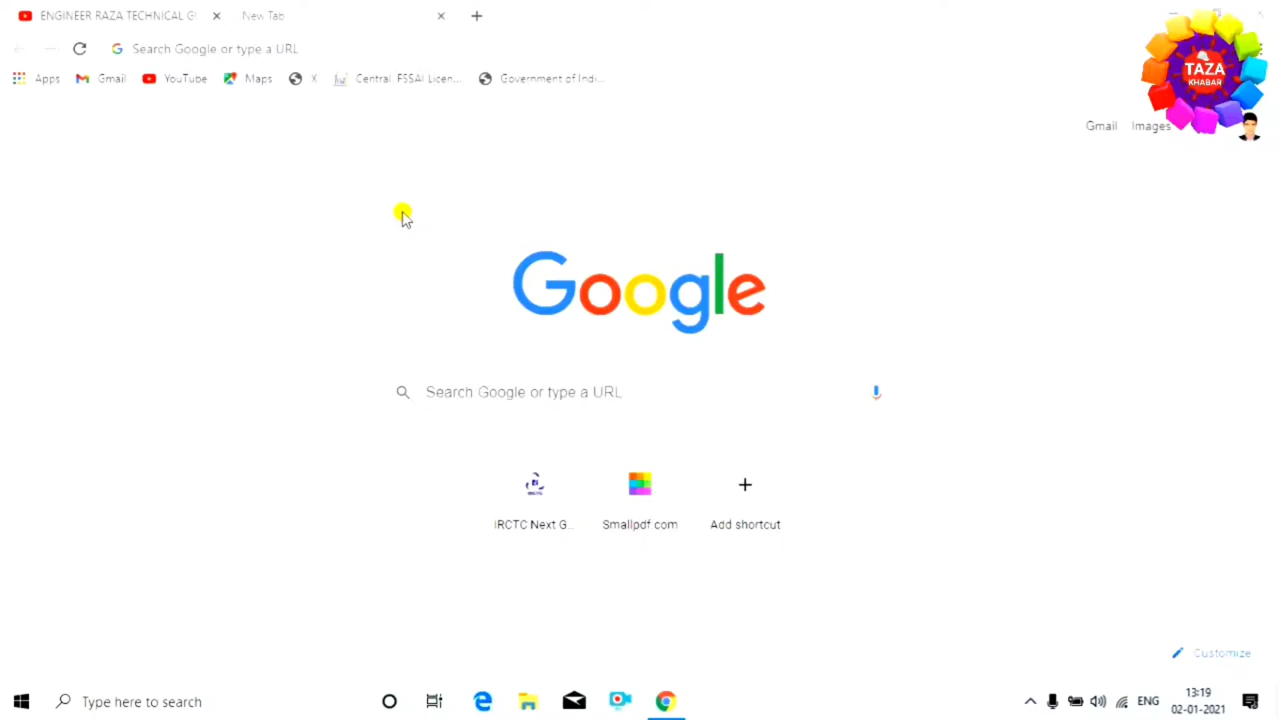 ENGINEER RAZA TECHNICAL G
New Tab
Search Google or type a URL
Apps
Gmail
YouTube
Maps
X
Central. FSSAI Licen...
Government of Indi...
TAZA
KHABAR
Gmail
Images
Google
Search Google or type a URL
IRCTC Next G...
Smallpdf com
Add shortcut
Customize
Type here to search
ENG
13:19
02-01-2021